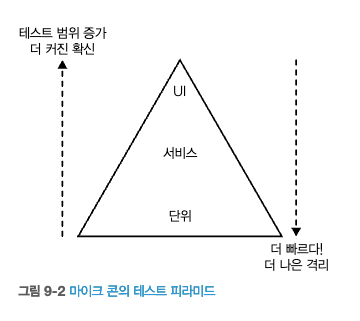 테스트 범위 증가
더 커진 확신
UI
서비스
단위
더 빠르다!
더 나은 격리
그림 9-2 마이크 콘의 테스트 피라미드